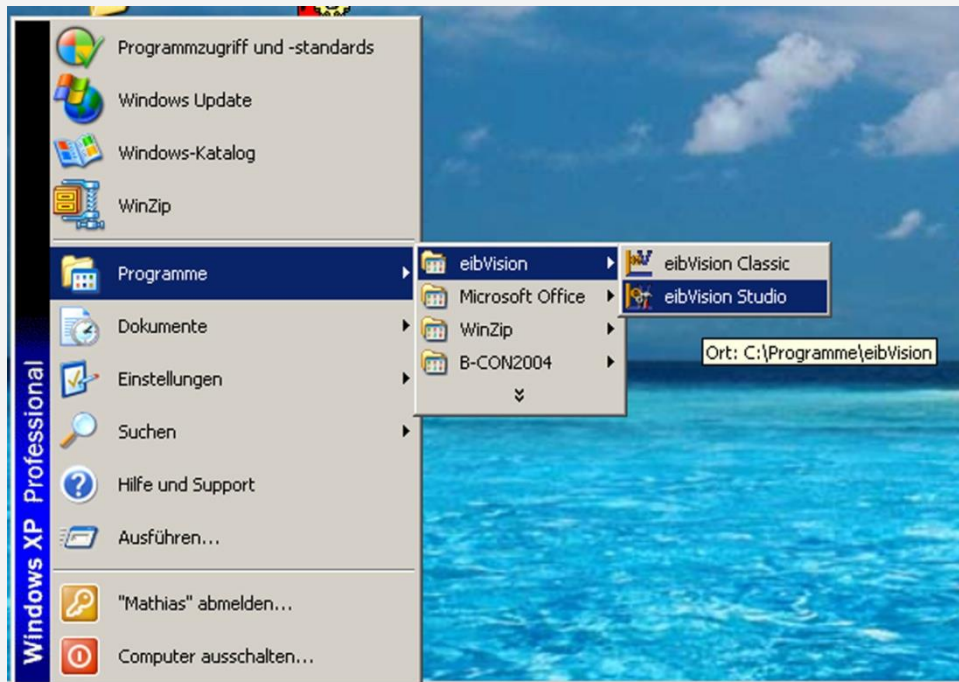 Programmzugriff und -standards
Windows Update
Windows-Katalog
WinZip
Programme
Dokumente
Einstellungen
Suchen
Hilfe und Support
Ausführen...
"Mathias" abmelden...
Computer ausschalten...
Windows XP Professional
eibVision
Microsoft Office
WinZip
B-CON2004
eibVision Classic
eibVision Studio
Ort: C:\Programme\eibVision